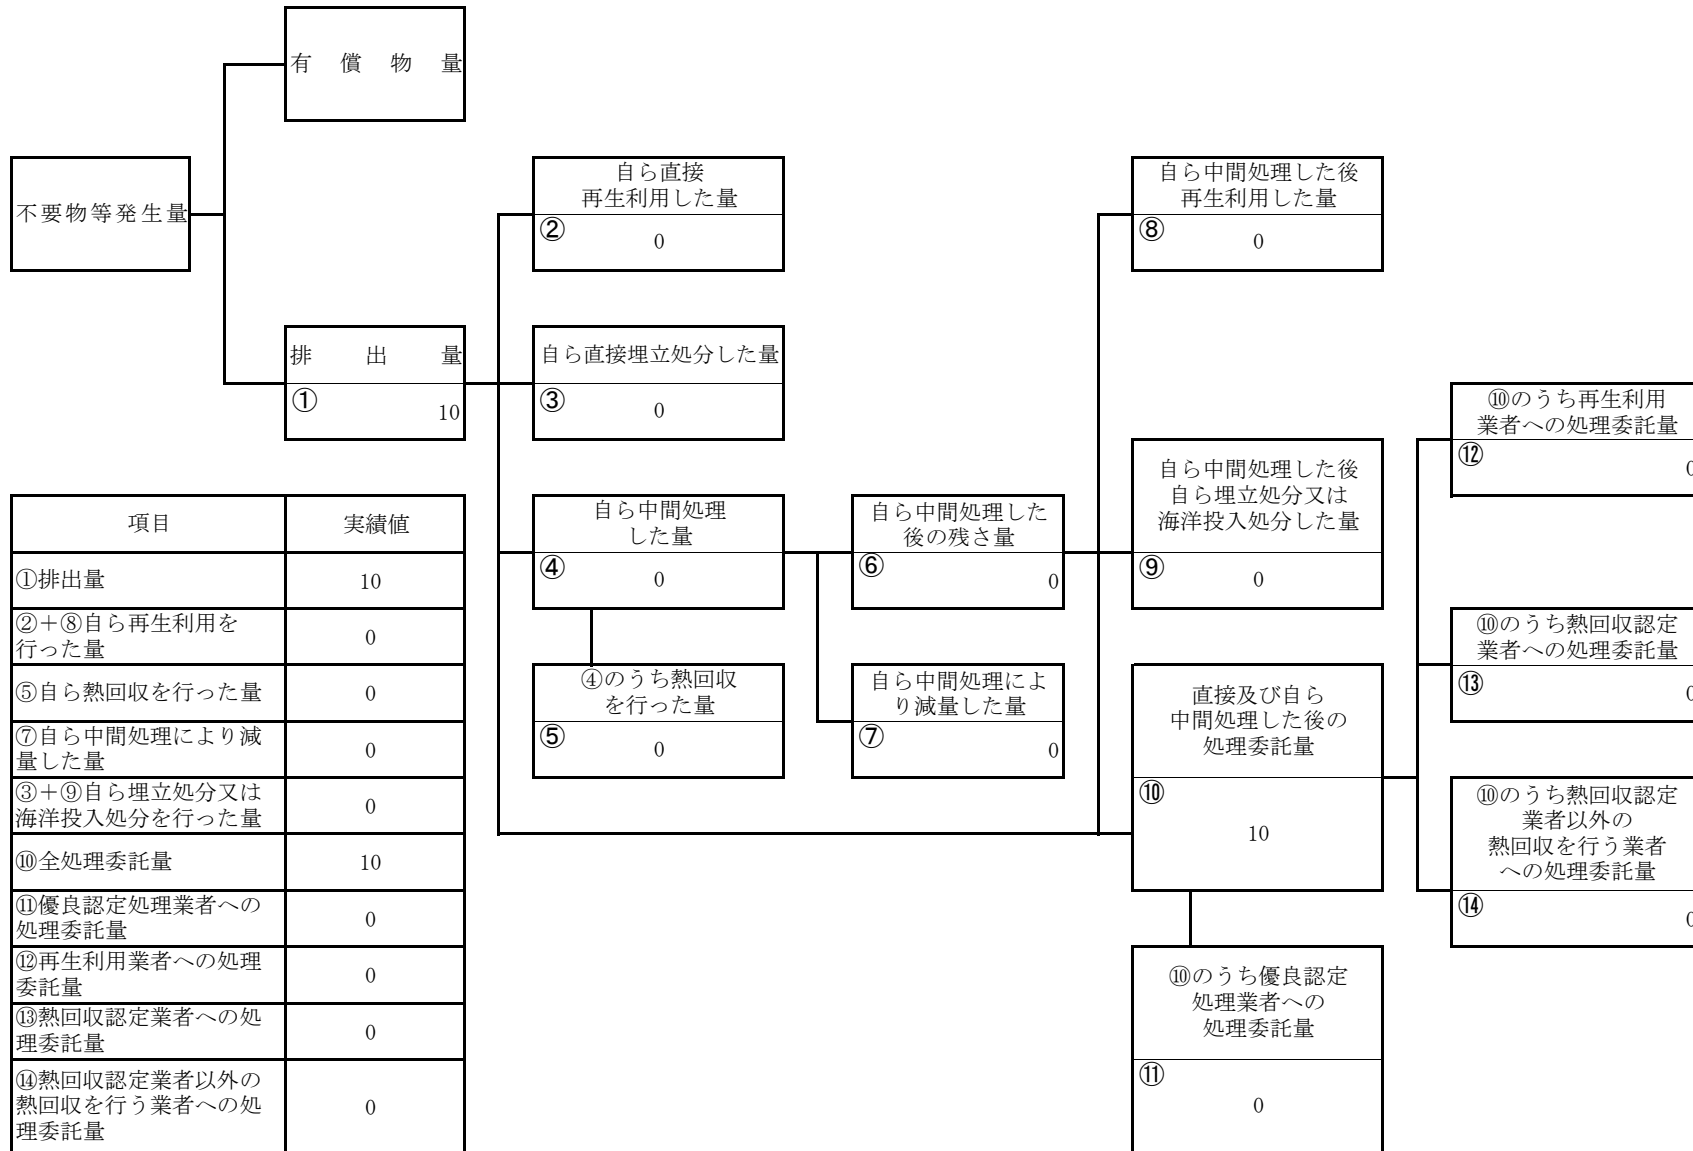 有償物量
不要物等発生量
自ら直接
再生利用した量
②
0
自ら中間処理した後
再生利用した量
⑧
0
排出量
①
10
自ら直接埋立処分した量
③
0
⑩のうち再生利用
業者への処理委託量
⑫
0
自ら中間処理
した量
④
0
自ら中間処理した
後の残さ量
⑥
0
自ら中間処理した後
自ら埋立処分又は
海洋投入処分した量
⑨
0
④のうち熱回収
を行った量
⑤
0
自ら中間処理によ
り減量した量
⑦
0
直接及び自ら
中間処理した後の
処理委託量
⑩
10
⑩のうち熱回収認定
業者への処理委託量
⑬
0
⑩のうち熱回収認定
業者以外の
熱回収を行う業者
への処理委託量
⑭
0
⑩のうち優良認定
処理業者への
処理委託量
⑪
0
項目 実績値
①排出量 10
②＋⑧自ら再生利用を
行った量 0
⑤自ら熱回収を行った量 0
⑦自ら中間処理により減
量した量 0
③＋⑨自ら埋立処分又は
海洋投入処分を行った量 0
⑩全処理委託量 10
⑪優良認定処理業者への
処理委託量 0
⑫再生利用業者への処理
委託量 0
⑬熱回収認定業者への処
理委託量 0
⑭熱回収認定業者以外の
熱回収を行う業者への処
理委託量 0